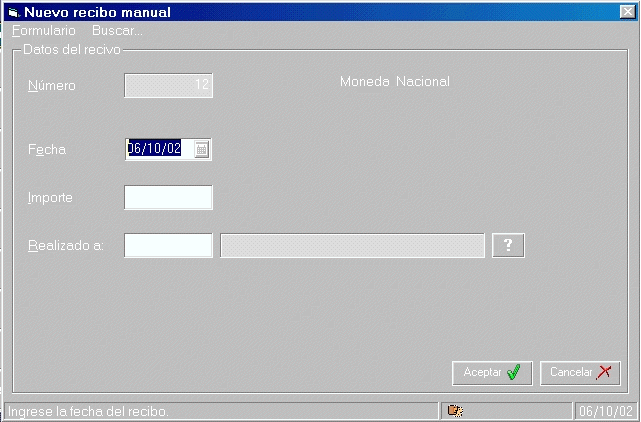 Nuevo recibo manual
Formulario Buscar...
Datos del recivo
Número 12 Moneda Nacional
Fecha 06/10/02
Importe
Realizado a: ?
Aceptar Cancelar
Ingrese la fecha del recibo. 06/10/02